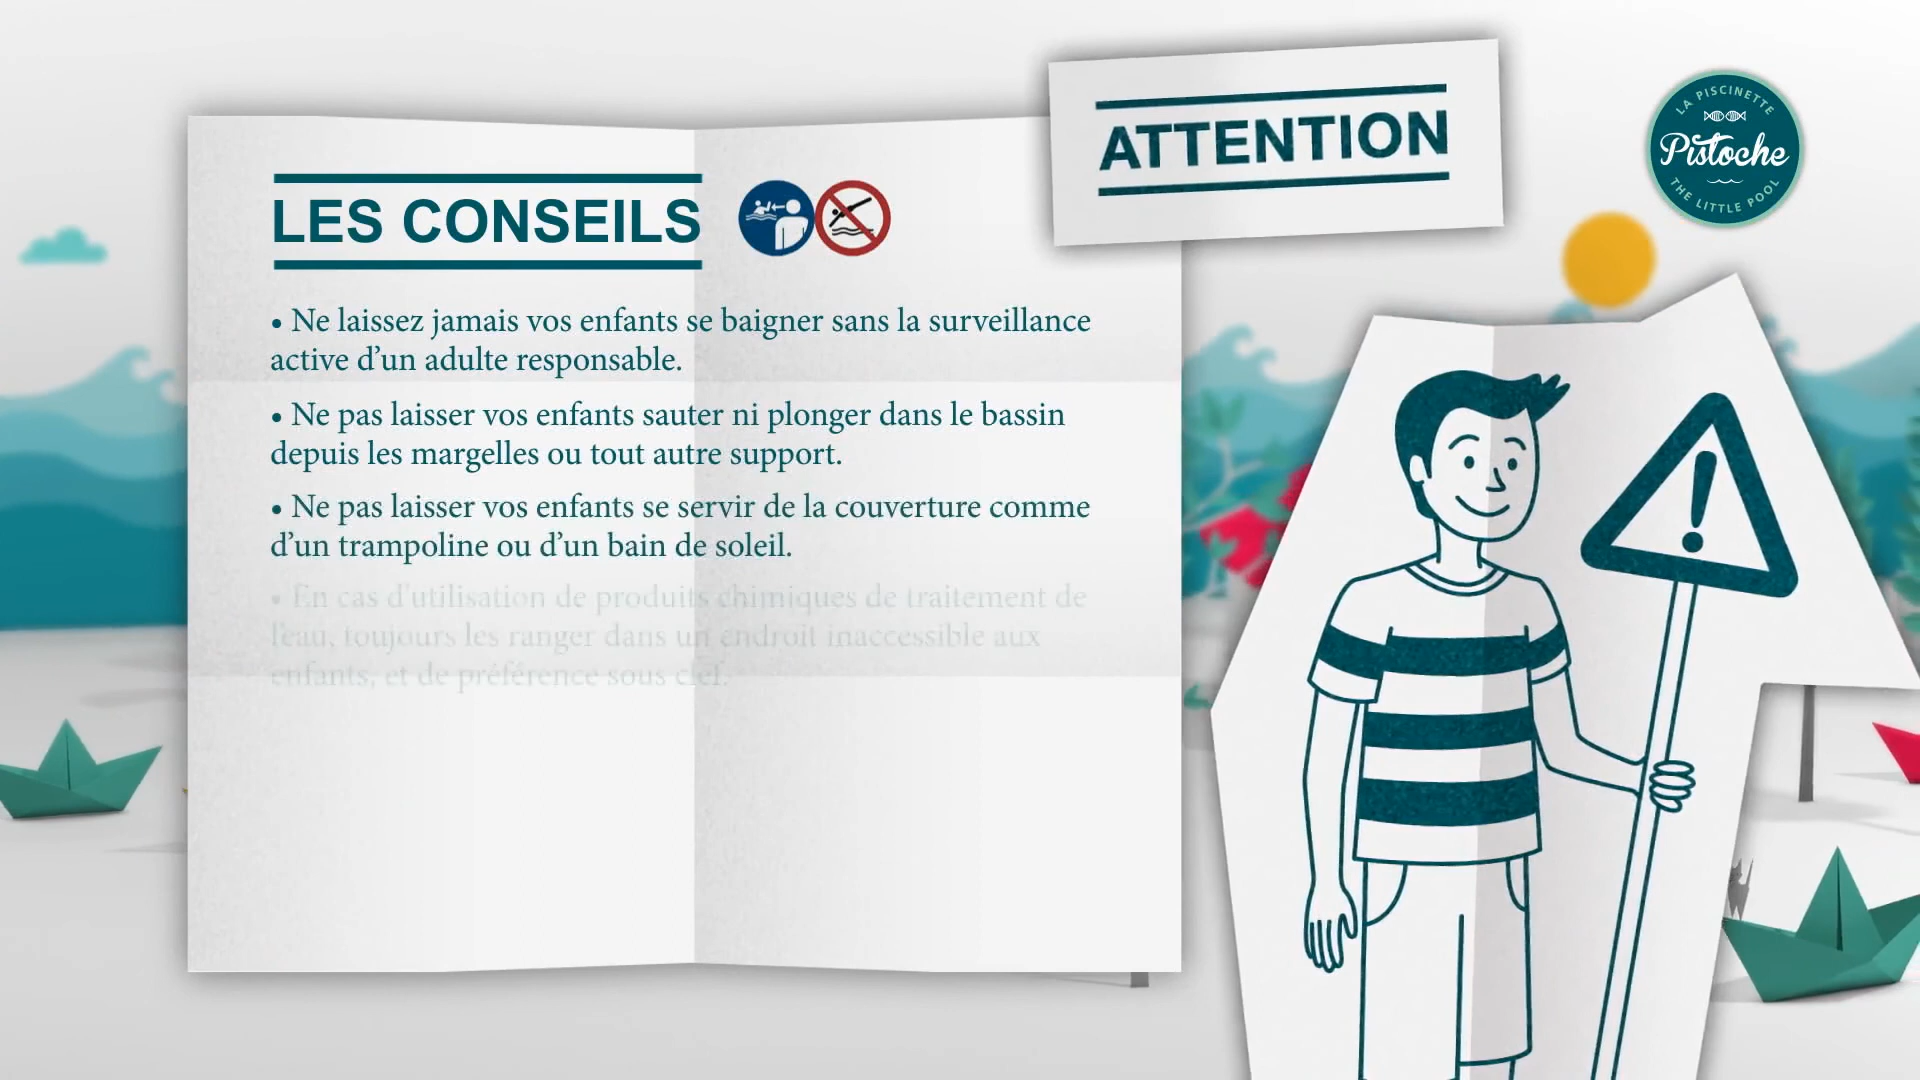 ATTENTION
LA PISCINETTE
Pistoche
THE LITTLE POOL
LES CONSEILS
• Ne laissez jamais vos enfants se baigner sans la surveillance
active d’un adulte responsable.
• Ne pas laisser vos enfants sauter ni plonger dans le bassin
depuis les margelles ou tout autre support.
• Ne pas laisser vos enfants se servir de la couverture comme
d’un trampoline ou d’un bain de soleil.
• En cas d’utilisation de produits chimiques de traitement de
l’eau, toujours les ranger dans un endroit inaccessible aux
enfants, et de préférence sous clef.